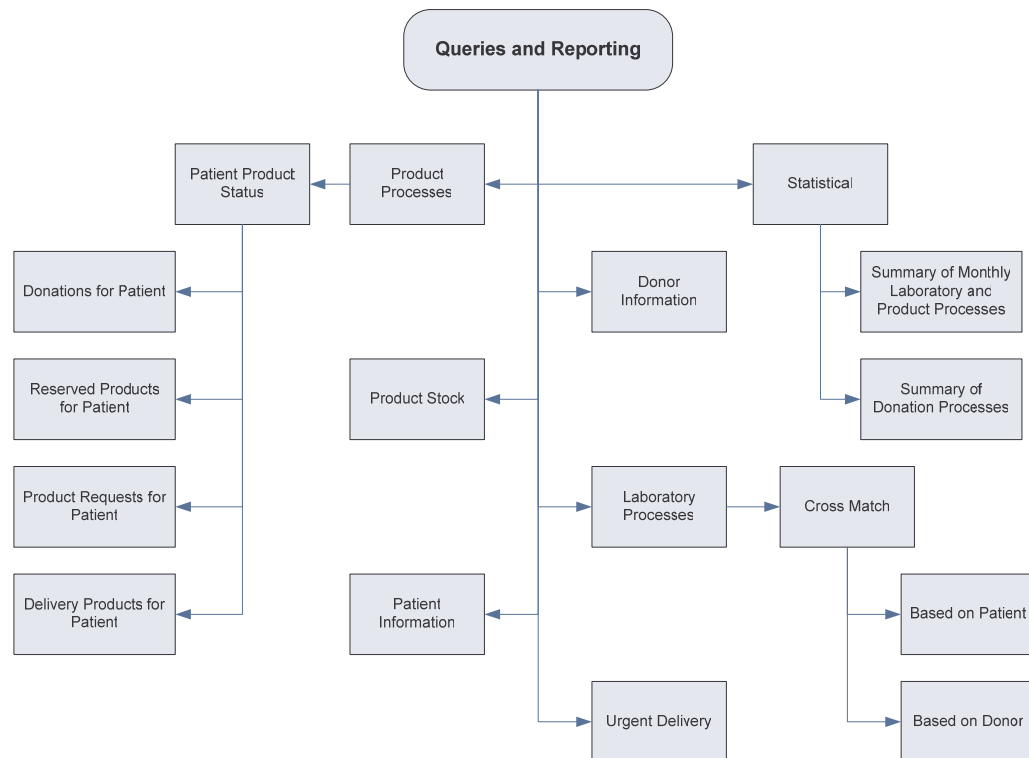 Queries and Reporting
Patient Product
Status
Product
Processes
Statistical
Donations for Patient
Donor
Information
Summary of Monthly
Laboratory and
Product Processes
Reserved Products
for Patient
Product Stock
Summary of
Donation Processes
Product Requests for
Patient
Laboratory
Processes
Cross Match
Delivery Products for
Patient
Patient
Information
Based on Patient
Urgent Delivery
Based on Donor